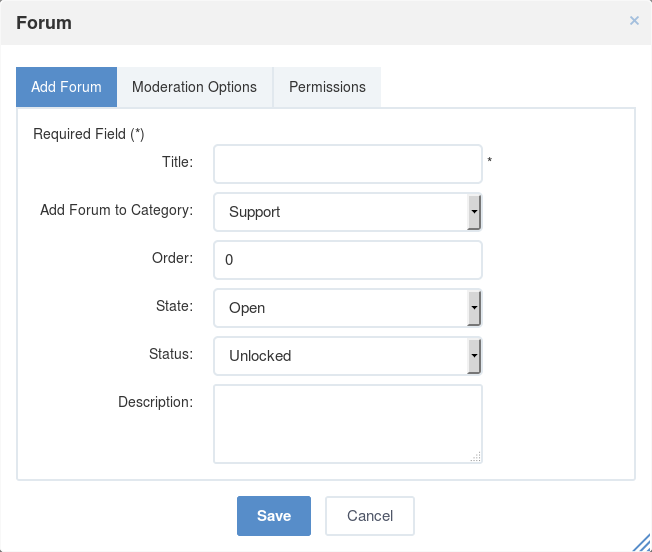 Forum ×
Add Forum Moderation Options Permissions
Required Field (*)
Title: *
Add Forum to Category: Support
Order: 0
State: Open
Status: Unlocked
Description:
Save Cancel